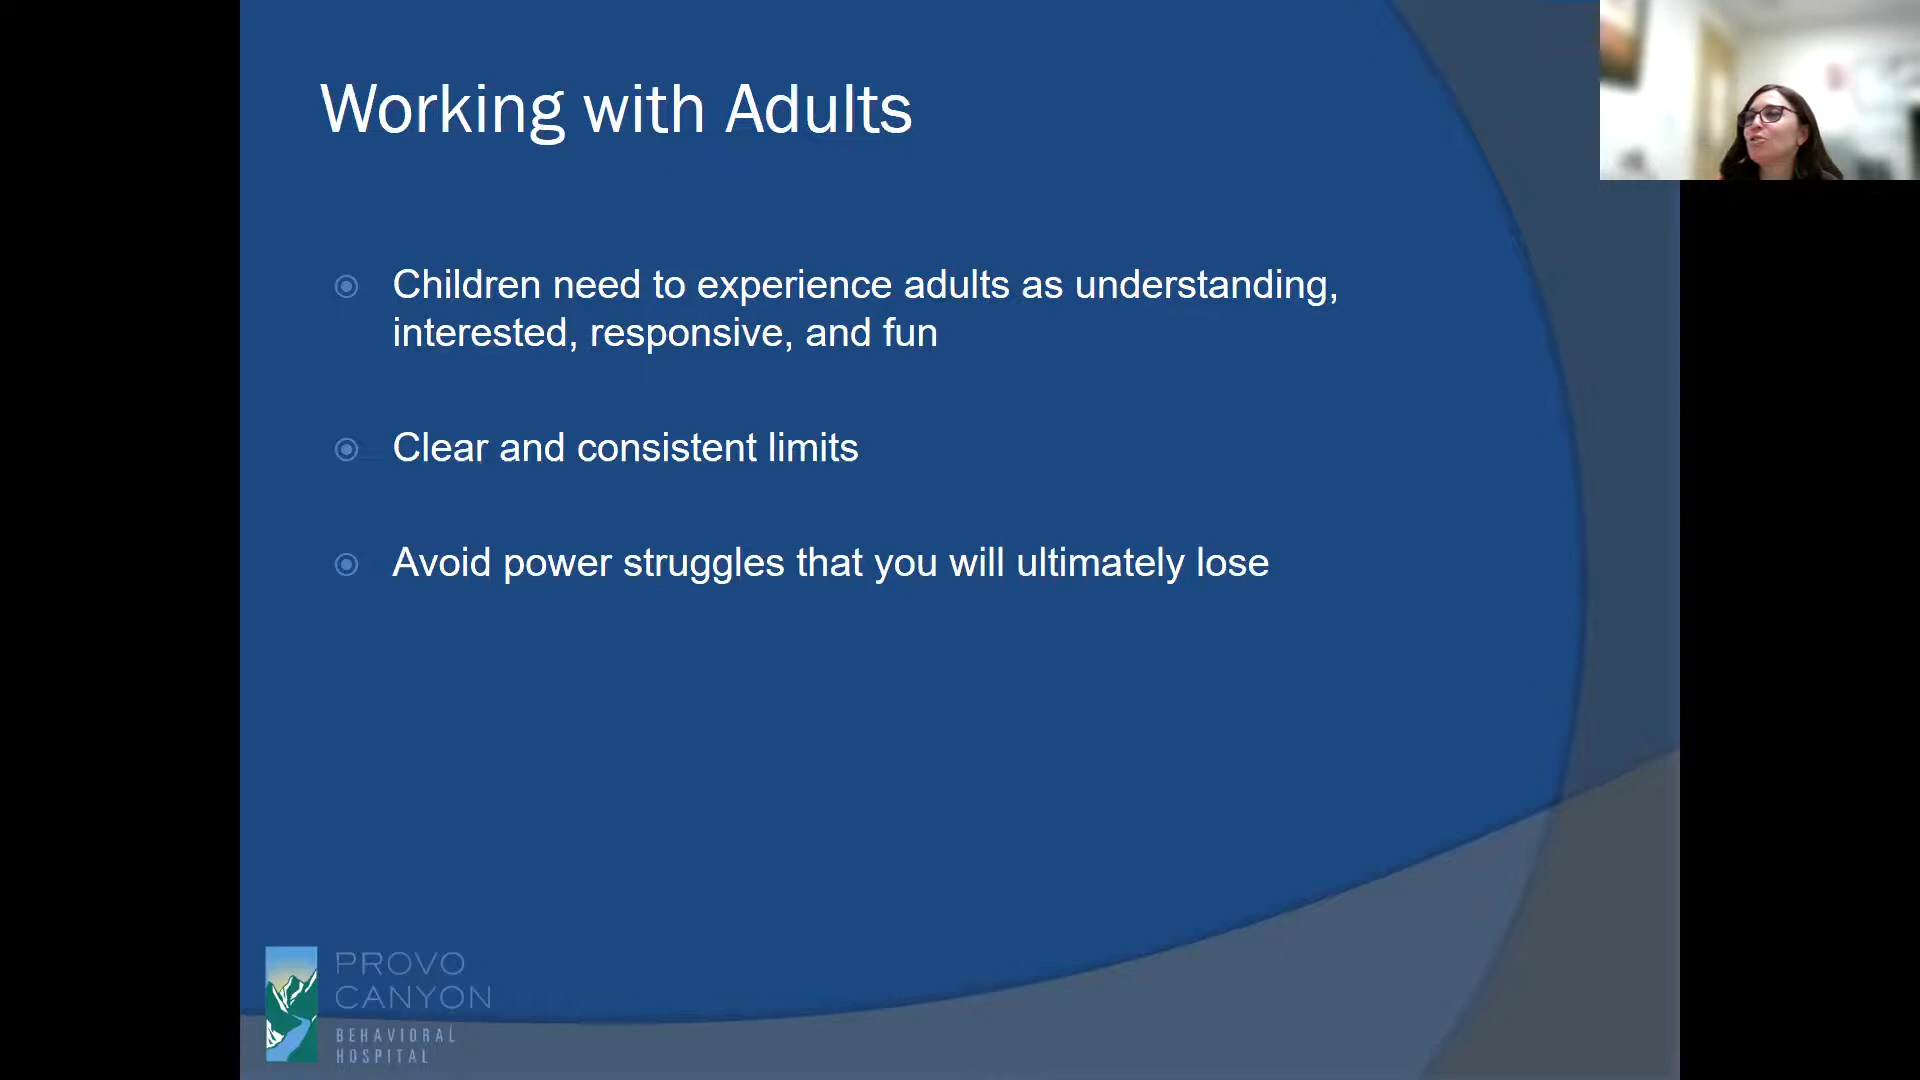 Working with Adults
Children need to experience adults as understanding,
interested, responsive, and fun
Clear and consistent limits
Avoid power struggles that you will ultimately lose
PROVO
CANYON
BEHAVIORAL
HOSPITAL